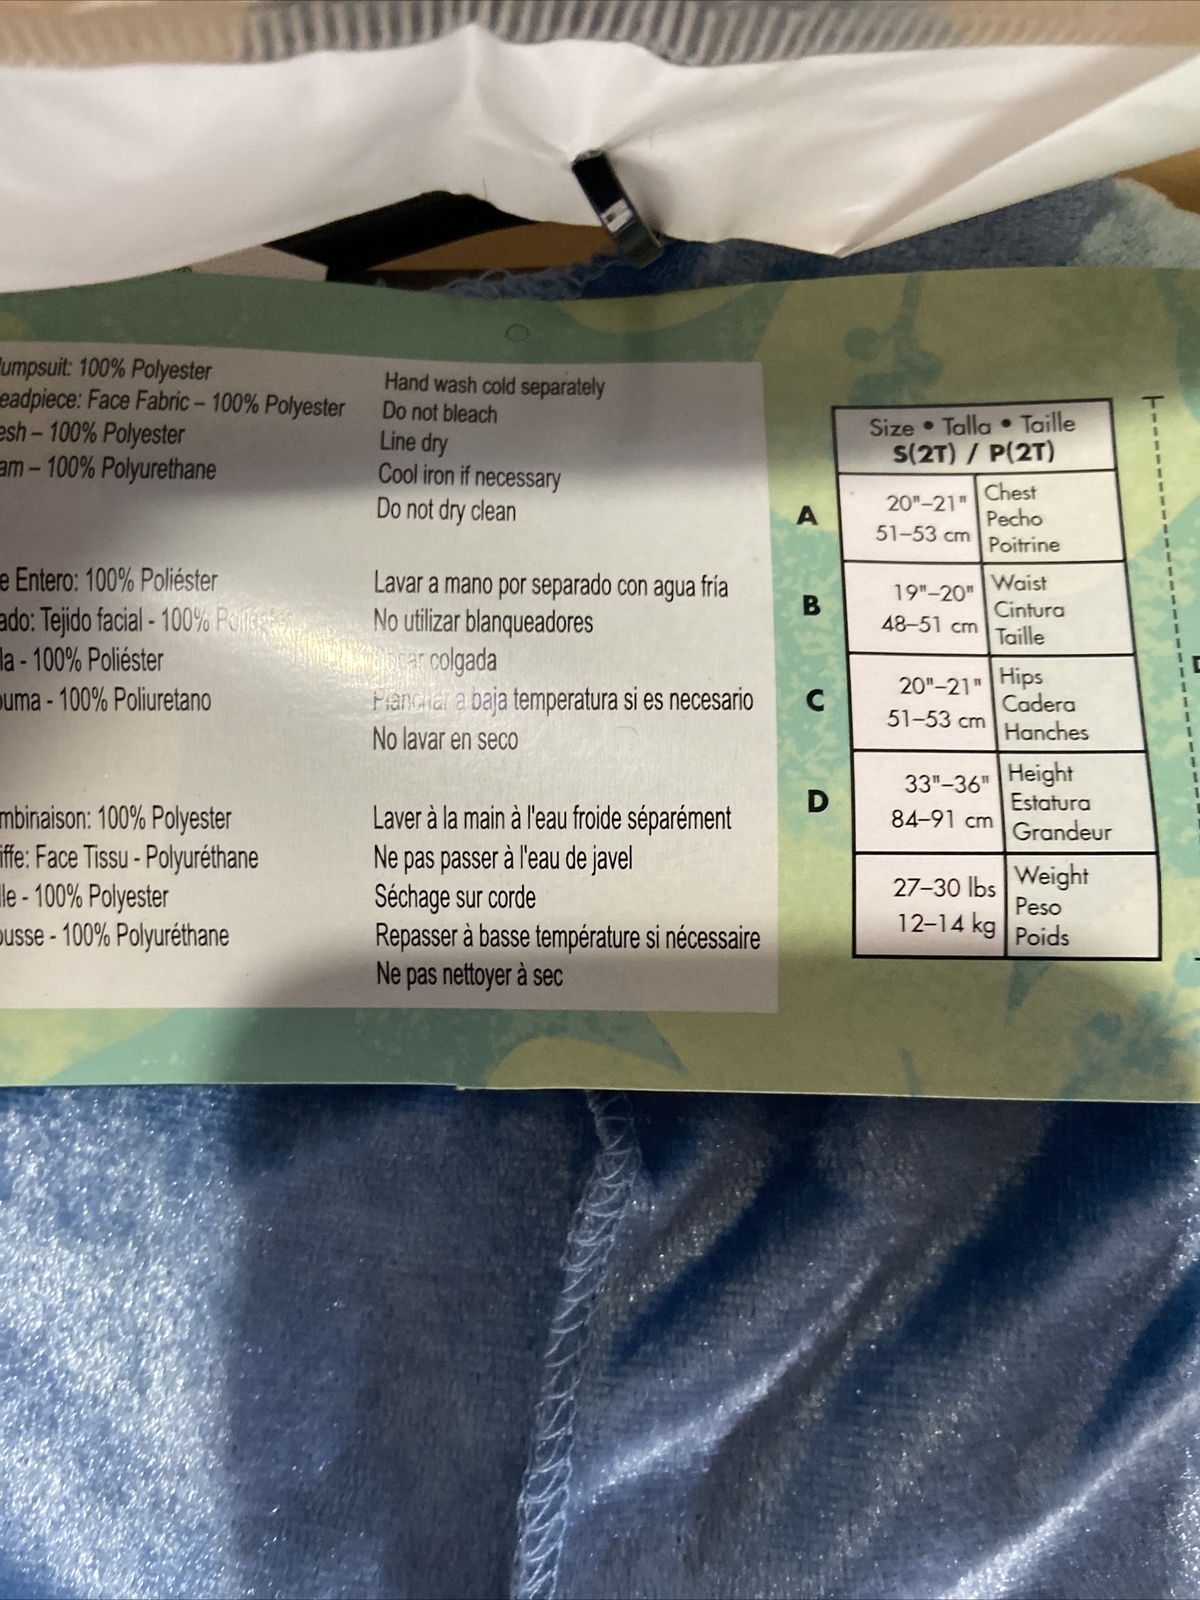 umpsuit: 100% Polyester
eadpiece: Face Fabric – 100% Polyester
esh – 100% Polyester
am – 100% Polyurethane
Hand wash cold separately
Do not bleach
Line dry
Cool iron if necessary
Do not dry clean
e Entero: 100% Poliéster
ado: Tejido facial - 100% Poliéster
la - 100% Poliéster
ouma - 100% Poliuretano
Lavar a mano por separado con agua fría
No utilizar blanqueadores
colgada
Planchar a baja temperatura si es necesario
No lavar en seco
mbinaison: 100% Polyester
iffe: Face Tissu - Polyuréthane
lle - 100% Polyester
ousse - 100% Polyuréthane
Laver à la main à l'eau froide séparément
Ne pas passer à l'eau de javel
Séchage sur corde
Repasser à basse température si nécessaire
Ne pas nettoyer à sec
Size • Talla • Taille
S(2T) / P(2T)
A
20"–21"
51–53 cm
Chest
Pecho
Poitrine
B
19"–20"
48–51 cm
Waist
Cintura
Taille
C
20"–21"
51–53 cm
Hips
Cadera
Hanches
D
33"–36"
84–91 cm
Height
Estatura
Grandeur
27–30 lbs
12–14 kg
Weight
Peso
Poids